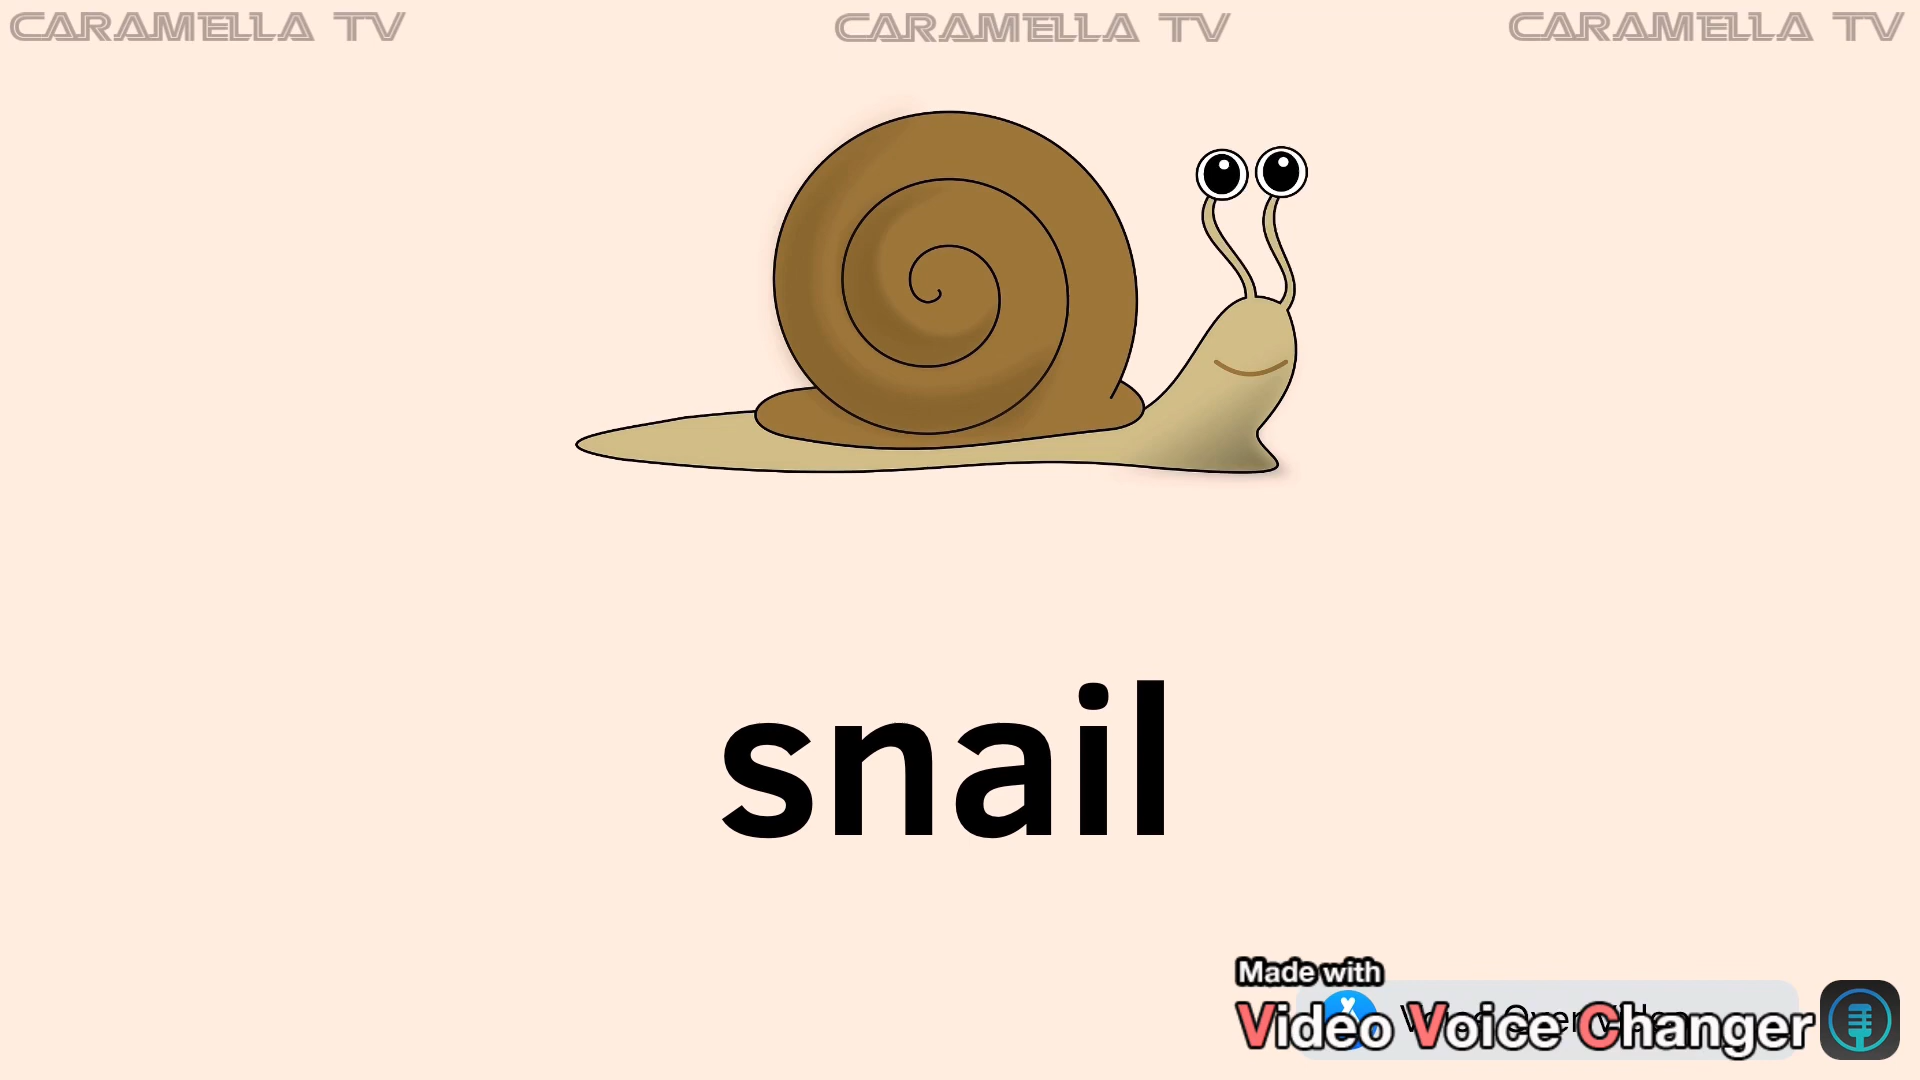 CARAMELLA TV CARAMELLA TV CARAMELLA TV
snail
Made with
Video Voice Changer